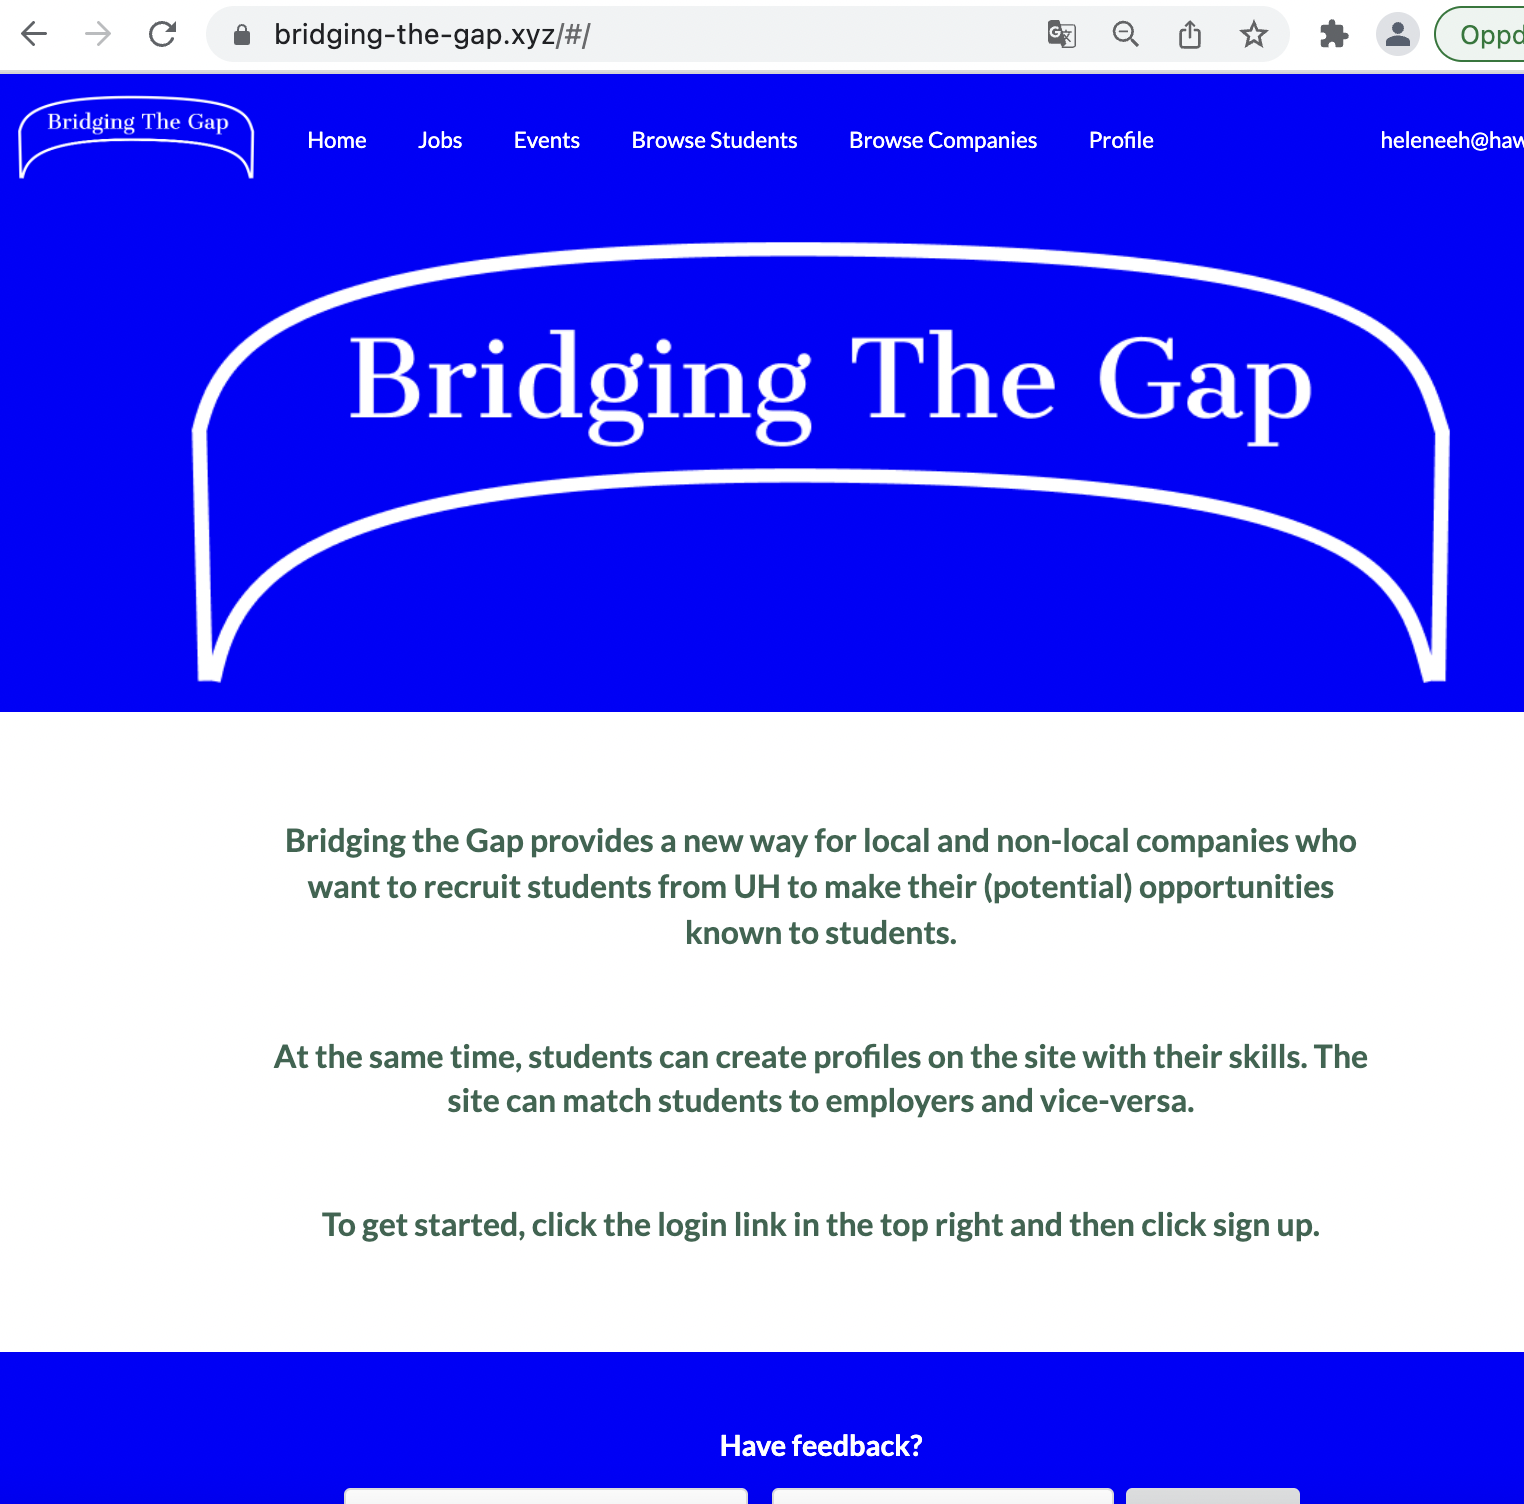 bridging-the-gap.xyz/#/
Oppd
Bridging The Gap
Home Jobs Events Browse Students Browse Companies Profile heleneeh@haw
Bridging The Gap
Bridging the Gap provides a new way for local and non-local companies who
want to recruit students from UH to make their (potential) opportunities
known to students.
At the same time, students can create profiles on the site with their skills. The
site can match students to employers and vice-versa.
To get started, click the login link in the top right and then click sign up.
Have feedback?